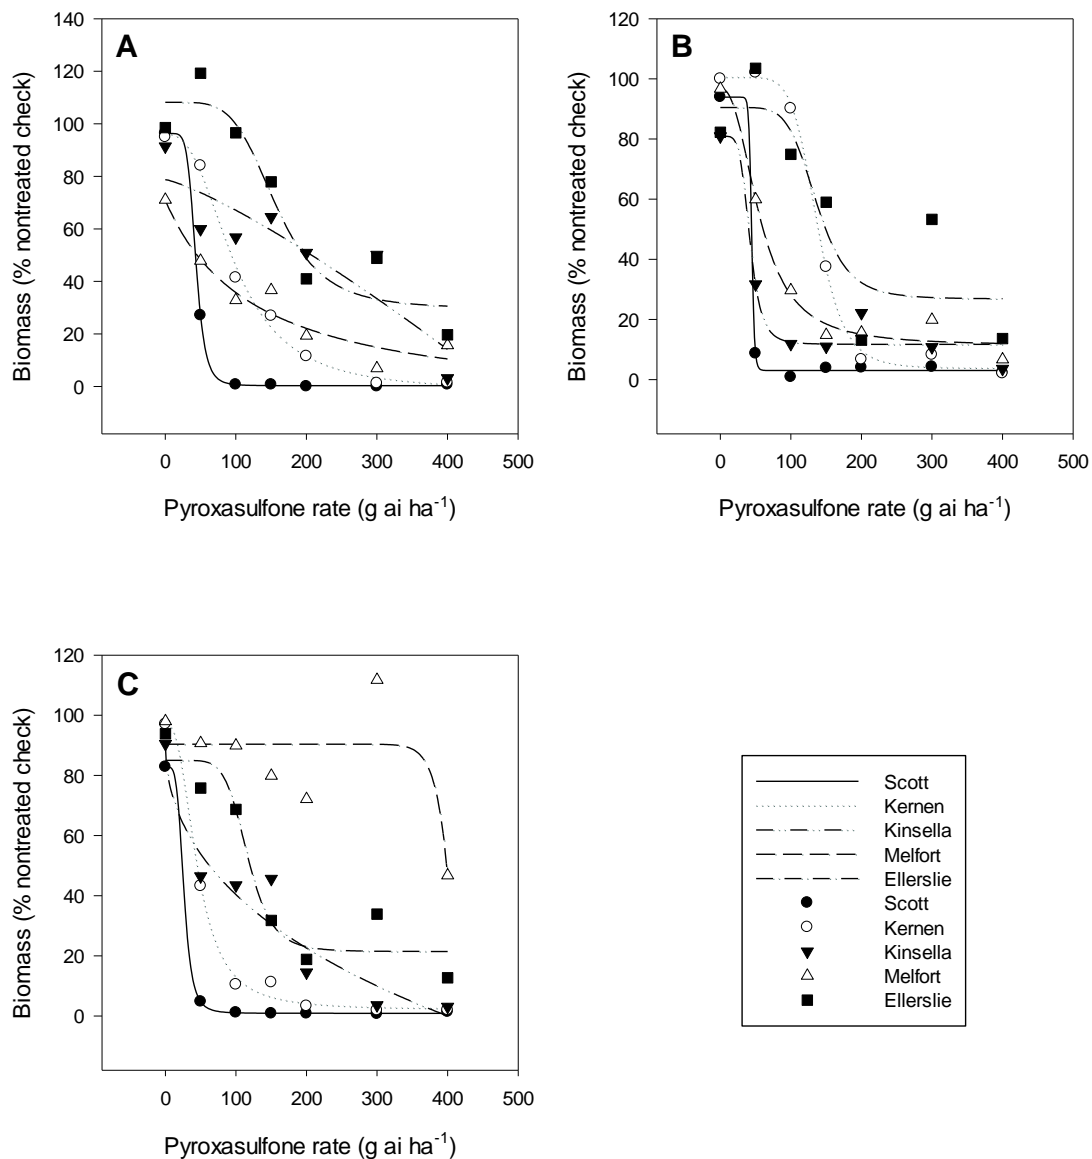 A
Biomass (% nontreated check)
140
120
100
80
60
40
20
0
0 100 200 300 400 500
Pyroxasulfone rate (g ai ha⁻¹)
B
Biomass (% nontreated check)
120
100
80
60
40
20
0
0 100 200 300 400 500
Pyroxasulfone rate (g ai ha⁻¹)
C
Biomass (% nontreated check)
120
100
80
60
40
20
0
0 100 200 300 400 500
Pyroxasulfone rate (g ai ha⁻¹)
Scott
Kernen
Kinsella
Melfort
Ellerslie
Scott
Kernen
Kinsella
Melfort
Ellerslie